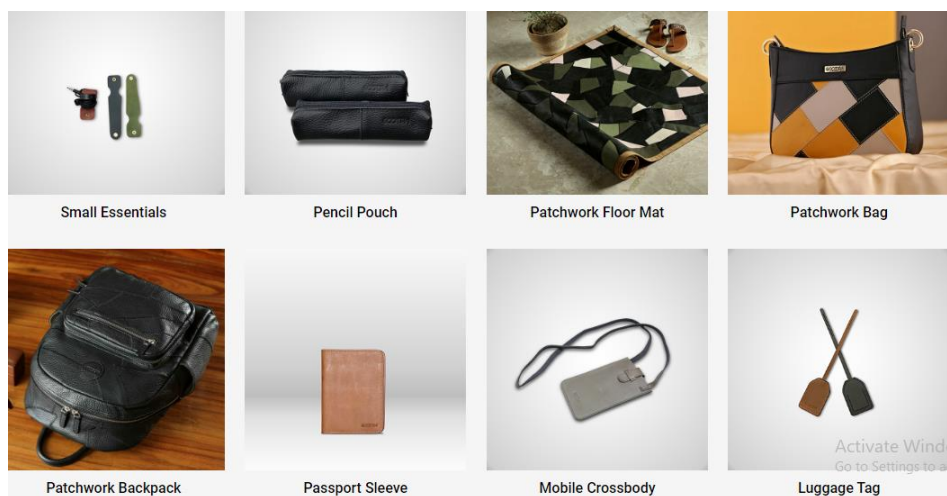 Small Essentials
Pencil Pouch
Patchwork Floor Mat
Patchwork Bag
Patchwork Backpack
Passport Sleeve
Mobile Crossbody
Luggage Tag
Activate Wind
Go to Settings to a